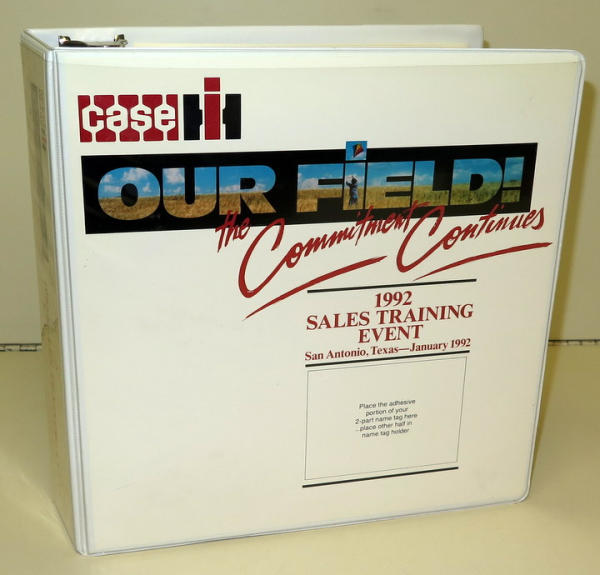 case IH
OUR FiELD!
the Commitment Continues
1992
SALES TRAINING
EVENT
San Antonio, Texas—January 1992
Place the adhesive
portion of your
2-part name tag here
...place other half in
name tag holder